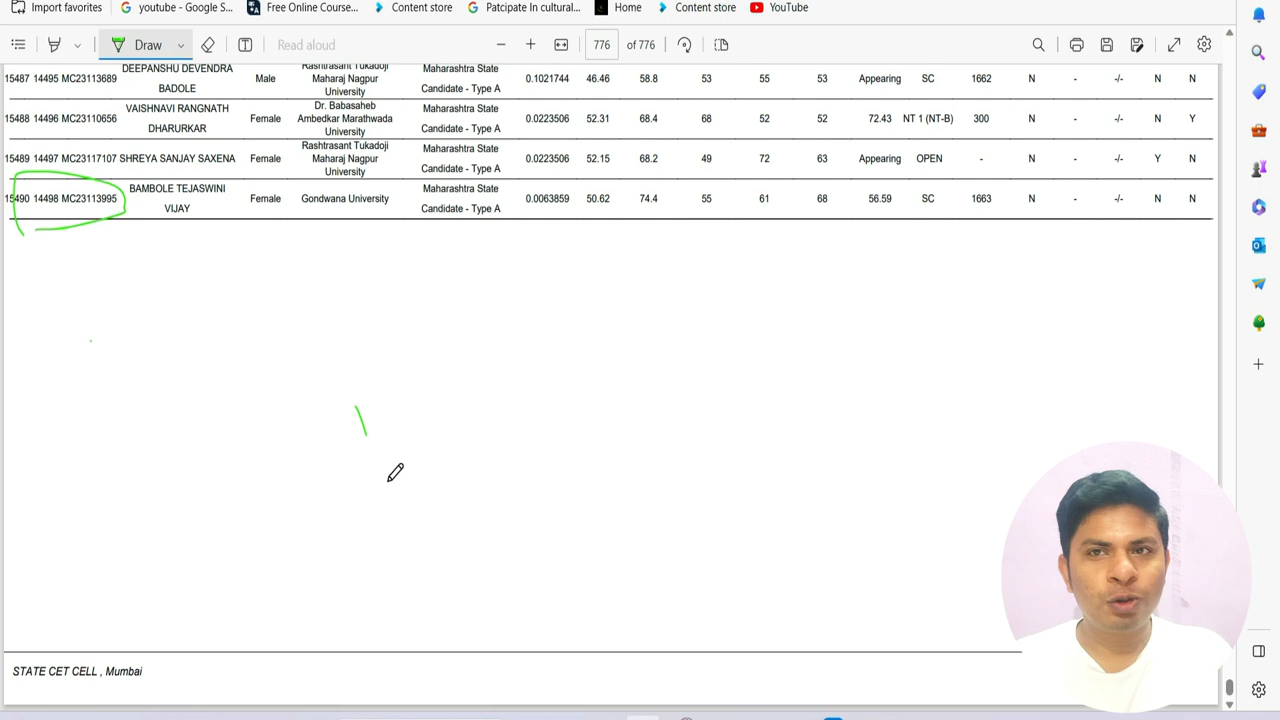 Import favorites youtube - Google S... Free Online Course... Content store Patcipate In cultural... Home Content store YouTube
Draw Read aloud 776 of 776
15487 14495 MC23113689 DEEPANSHU DEVENDRA BADOLE Male Rashtrasant Tukadoji Maharaj Nagpur University Maharashtra State Candidate - Type A 0.1021744 46.46 58.8 53 55 53 Appearing SC 1662 N - -/- N N
15488 14496 MC23110656 VAISHNAVI RANGNATH DHARURKAR Female Dr. Babasaheb Ambedkar Marathwada University Maharashtra State Candidate - Type A 0.0223506 52.31 68.4 68 52 52 72.43 NT 1 (NT-B) 300 N - -/- N Y
15489 14497 MC23117107 SHREYA SANJAY SAXENA Female Rashtrasant Tukadoji Maharaj Nagpur University Maharashtra State Candidate - Type A 0.0223506 52.15 68.2 49 72 63 Appearing OPEN - N - -/- Y N
15490 14498 MC23113995 BAMBOLE TEJASWINI VIJAY Female Gondwana University Maharashtra State Candidate - Type A 0.0063859 50.62 74.4 55 61 68 56.59 SC 1663 N - -/- N N
STATE CET CELL , Mumbai